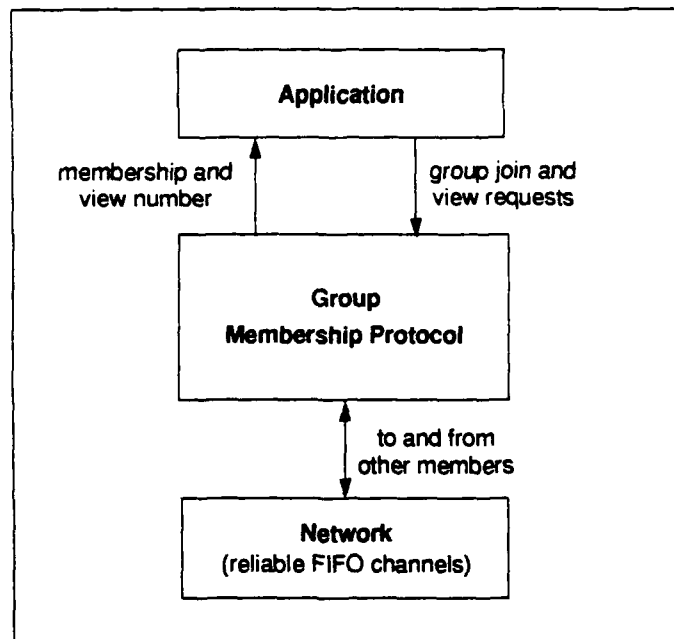 Application
membership and
view number
group join and
view requests
Group
Membership Protocol
to and from
other members
Network
(reliable FIFO channels)